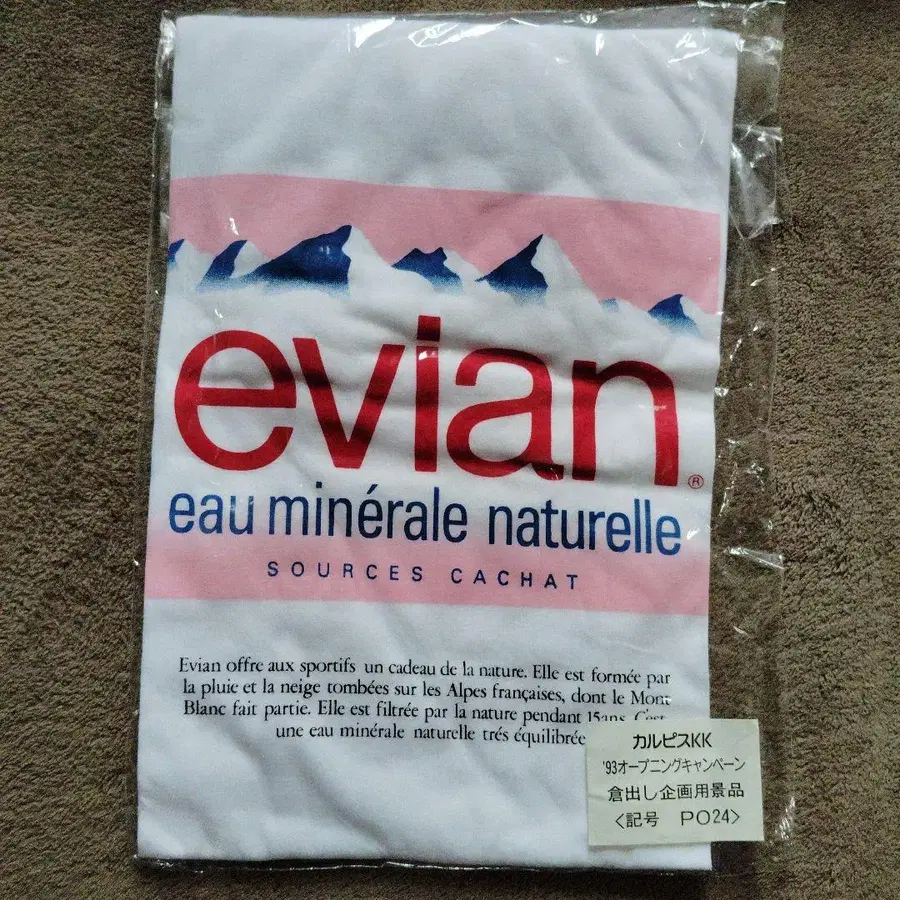 evian®
eau minérale naturelle
SOURCES CACHAT
Evian offre aux sportifs un cadeau de la nature. Elle est formée par
la pluie et la neige tombées sur les Alpes françaises, dont le Mont
Blanc fait partie. Elle est filtrée par la nature pendant 15ans. C'est
une eau minérale naturelle trés équilibrée
カルピスKK
'93オープニングキャンペーン
倉出し企画用景品
〈記号 PO24〉